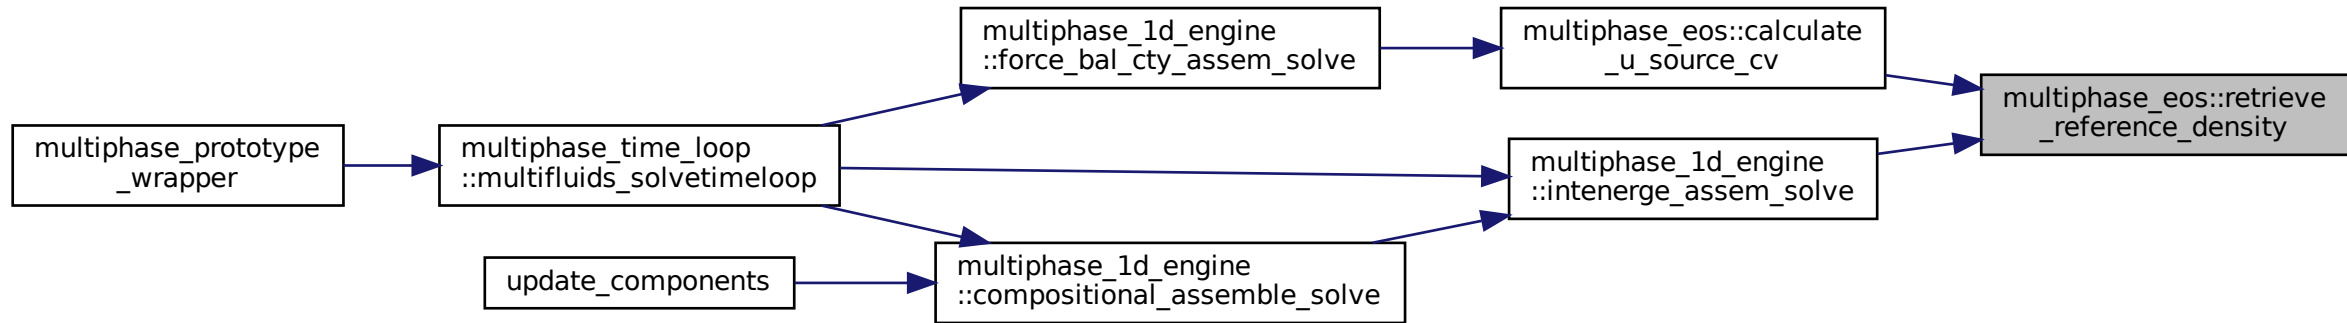 multiphase_prototype
_wrapper
multiphase_time_loop
::multifluids_solvetimeloop
update_components
multiphase_1d_engine
::force_bal_cty_assem_solve
multiphase_1d_engine
::compositional_assemble_solve
multiphase_eos::calculate
_u_source_cv
multiphase_1d_engine
::intenerge_assem_solve
multiphase_eos::retrieve
_reference_density